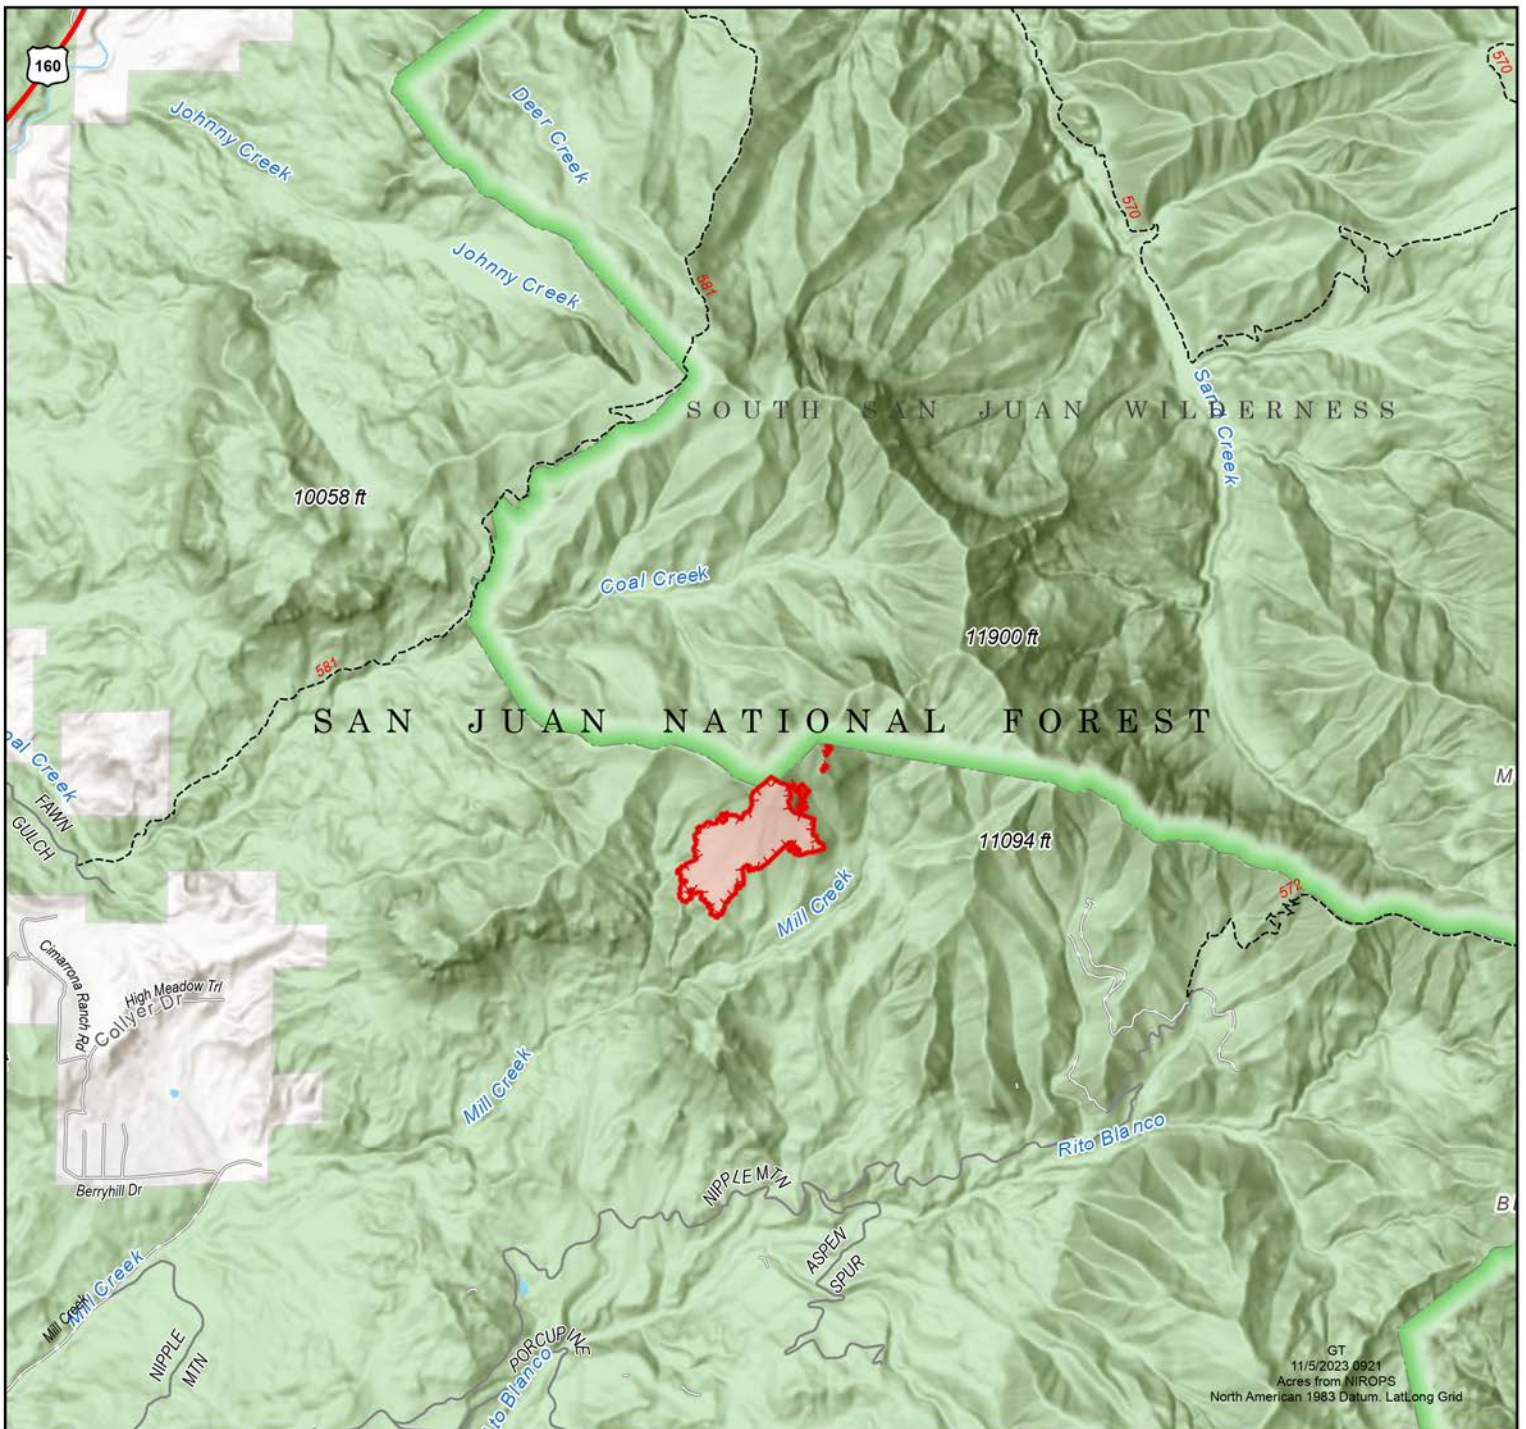 160
570
Johnny Creek
Deer Creek
570
Johnny Creek
581
Sand Creek
SOUTH SAN JUAN WILDERNESS
10058 ft
Coal Creek
11900 ft
581
SAN JUAN NATIONAL FOREST
oal Creek
M
FAWN
GULCH
11094 ft
Mill Creek
572
Cimarrona Ranch Rd
High Meadow Trl
Collyer Dr
Mill Creek
Rito Blanco
NIPPLE MTN
Berryhill Dr
B
ASPEN
SPUR
Mill Creek
Mill Creek
NIPPLE
MTN
PORCUPINE
ito Blanco
GT
11/5/2023 0921
Acres from NIROPS
North American 1983 Datum. LatLong Grid